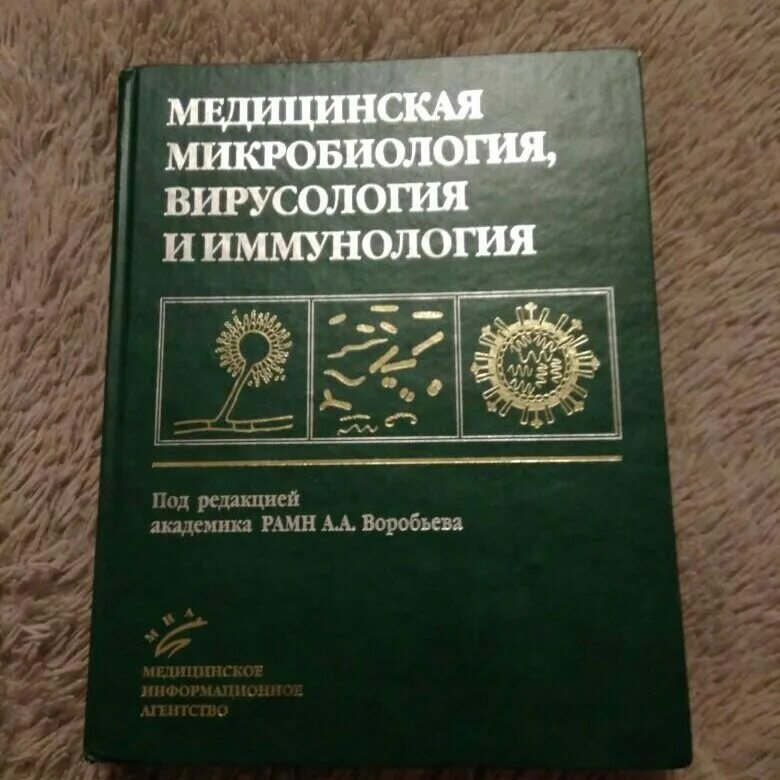 МЕДИЦИНСКАЯ
МИКРОБИОЛОГИЯ,
ВИРУСОЛОГИЯ
И ИММУНОЛОГИЯ
Под редакцией
академика РАМН А.А. Воробьева
МИА
МЕДИЦИНСКОЕ
ИНФОРМАЦИОННОЕ
АГЕНТСТВО